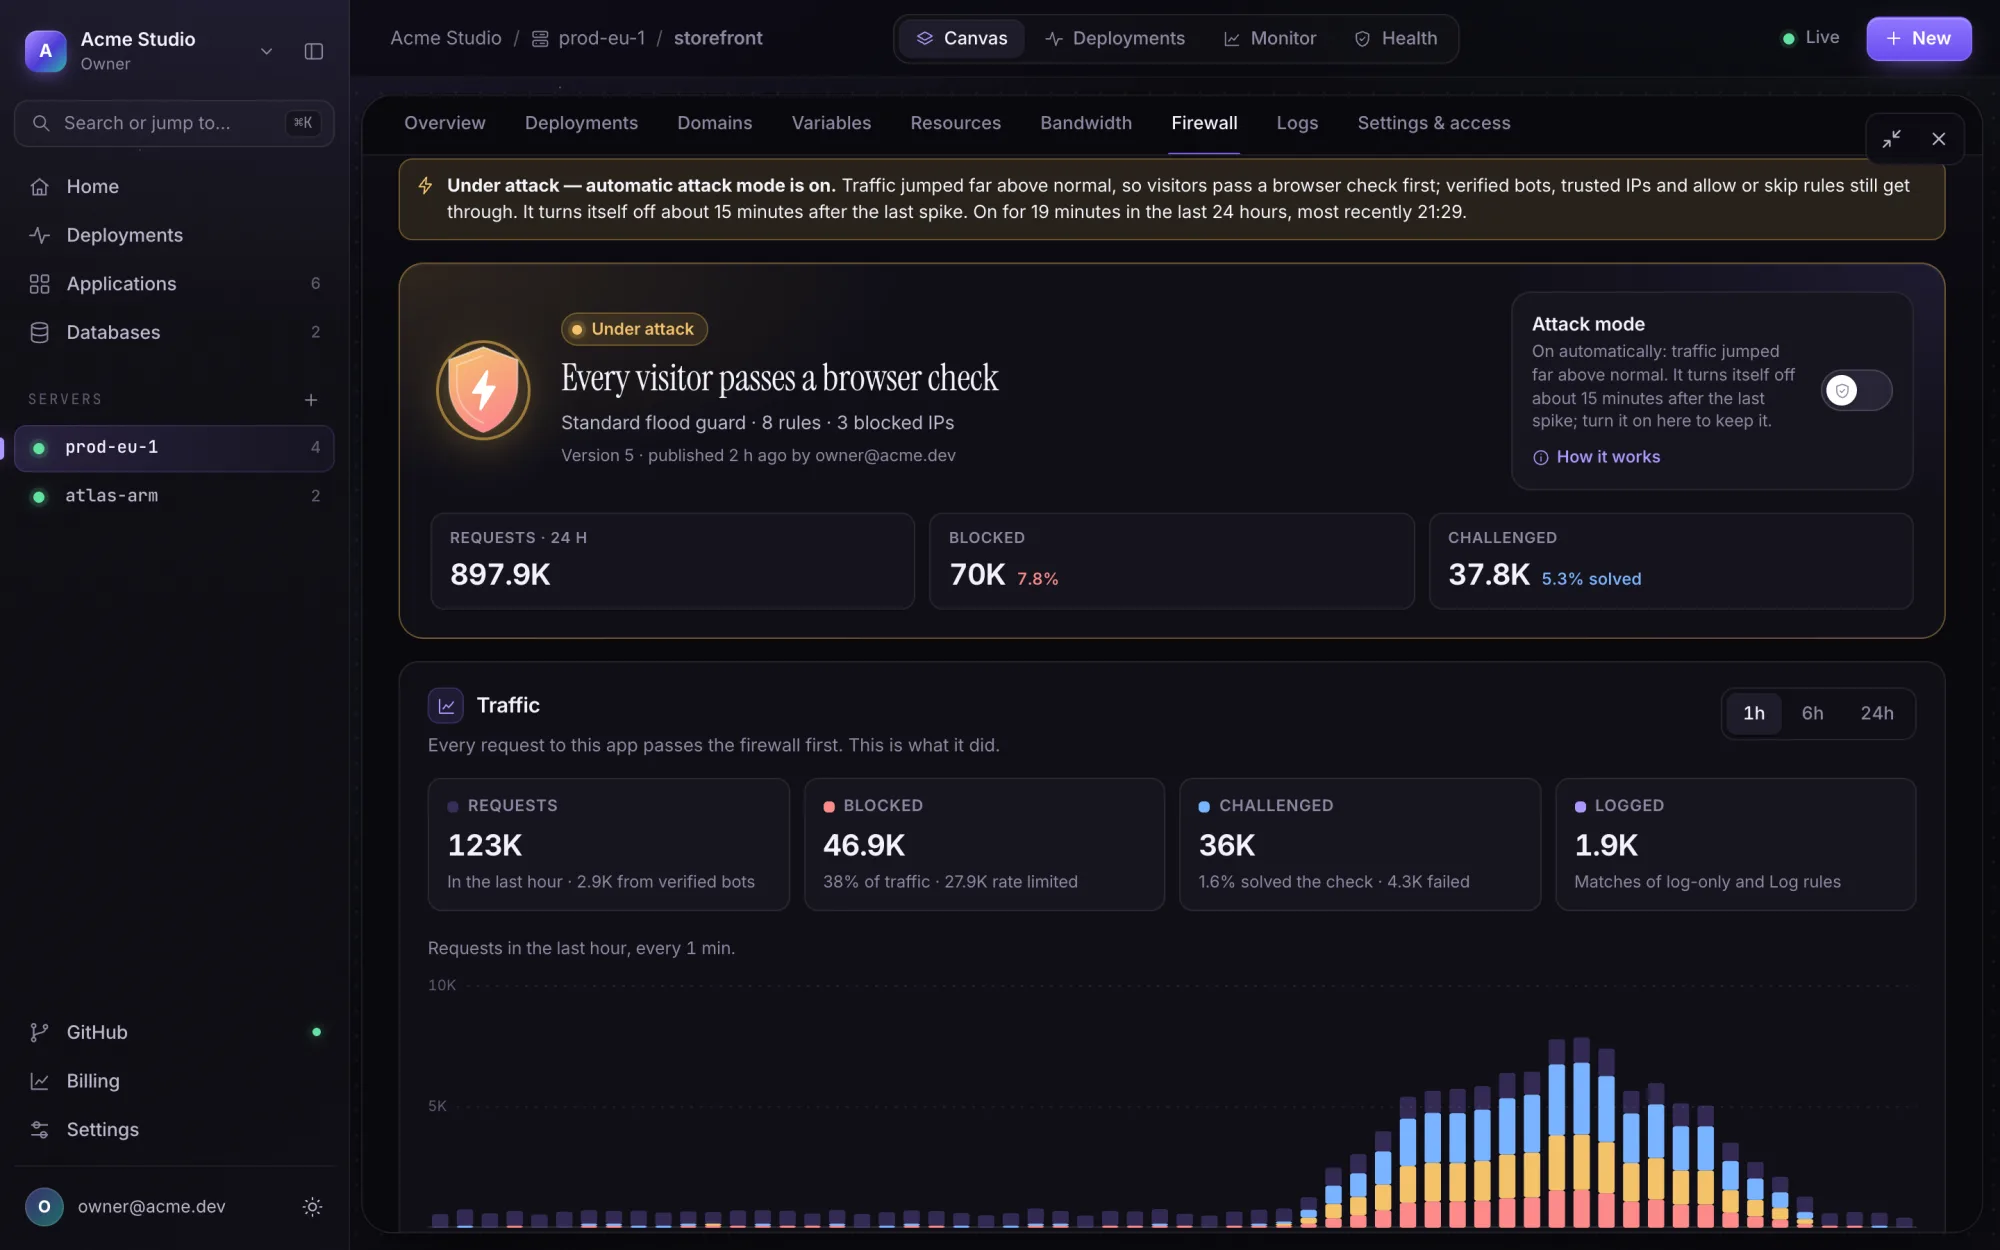 A
Acme Studio
Owner
Search or jump to...
⌘K
Home
Deployments
Applications 6
Databases 2
SERVERS
prod-eu-1 4
atlas-arm 2
GitHub
Billing
Settings
O
owner@acme.dev
Acme Studio / prod-eu-1 / storefront
Canvas
Deployments
Monitor
Health
Live
New
Overview
Deployments
Domains
Variables
Resources
Bandwidth
Firewall
Logs
Settings & access
Under attack — automatic attack mode is on. Traffic jumped far above normal, so visitors pass a browser check first; verified bots, trusted IPs and allow or skip rules still get
through. It turns itself off about 15 minutes after the last spike. On for 19 minutes in the last 24 hours, most recently 21:29.
Under attack
Every visitor passes a browser check
Standard flood guard · 8 rules · 3 blocked IPs
Version 5 · published 2 h ago by owner@acme.dev
Attack mode
On automatically: traffic jumped
far above normal. It turns itself off
about 15 minutes after the last
spike; turn it on here to keep it.
How it works
REQUESTS · 24 H
897.9K
BLOCKED
70K 7.8%
CHALLENGED
37.8K 5.3% solved
Traffic
Every request to this app passes the firewall first. This is what it did.
1h
6h
24h
REQUESTS
123K
In the last hour · 2.9K from verified bots
BLOCKED
46.9K
38% of traffic · 27.9K rate limited
CHALLENGED
36K
1.6% solved the check · 4.3K failed
LOGGED
1.9K
Matches of log-only and Log rules
Requests in the last hour, every 1 min.
10K
5K